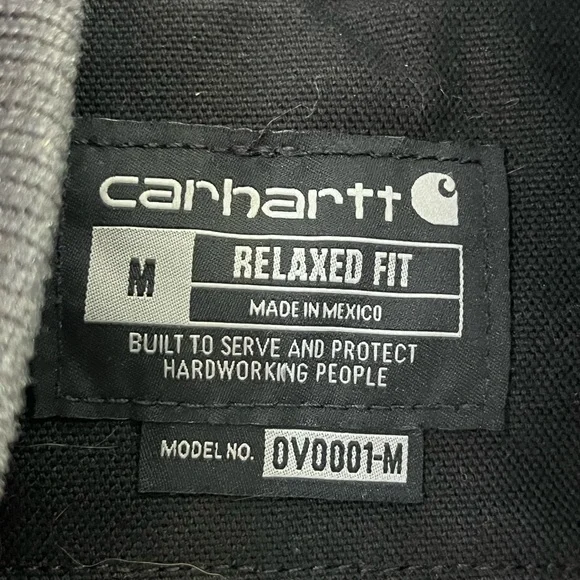 carhartt
M
RELAXED FIT
MADE IN MEXICO
BUILT TO SERVE AND PROTECT
HARDWORKING PEOPLE
MODEL NO. OV0001-M